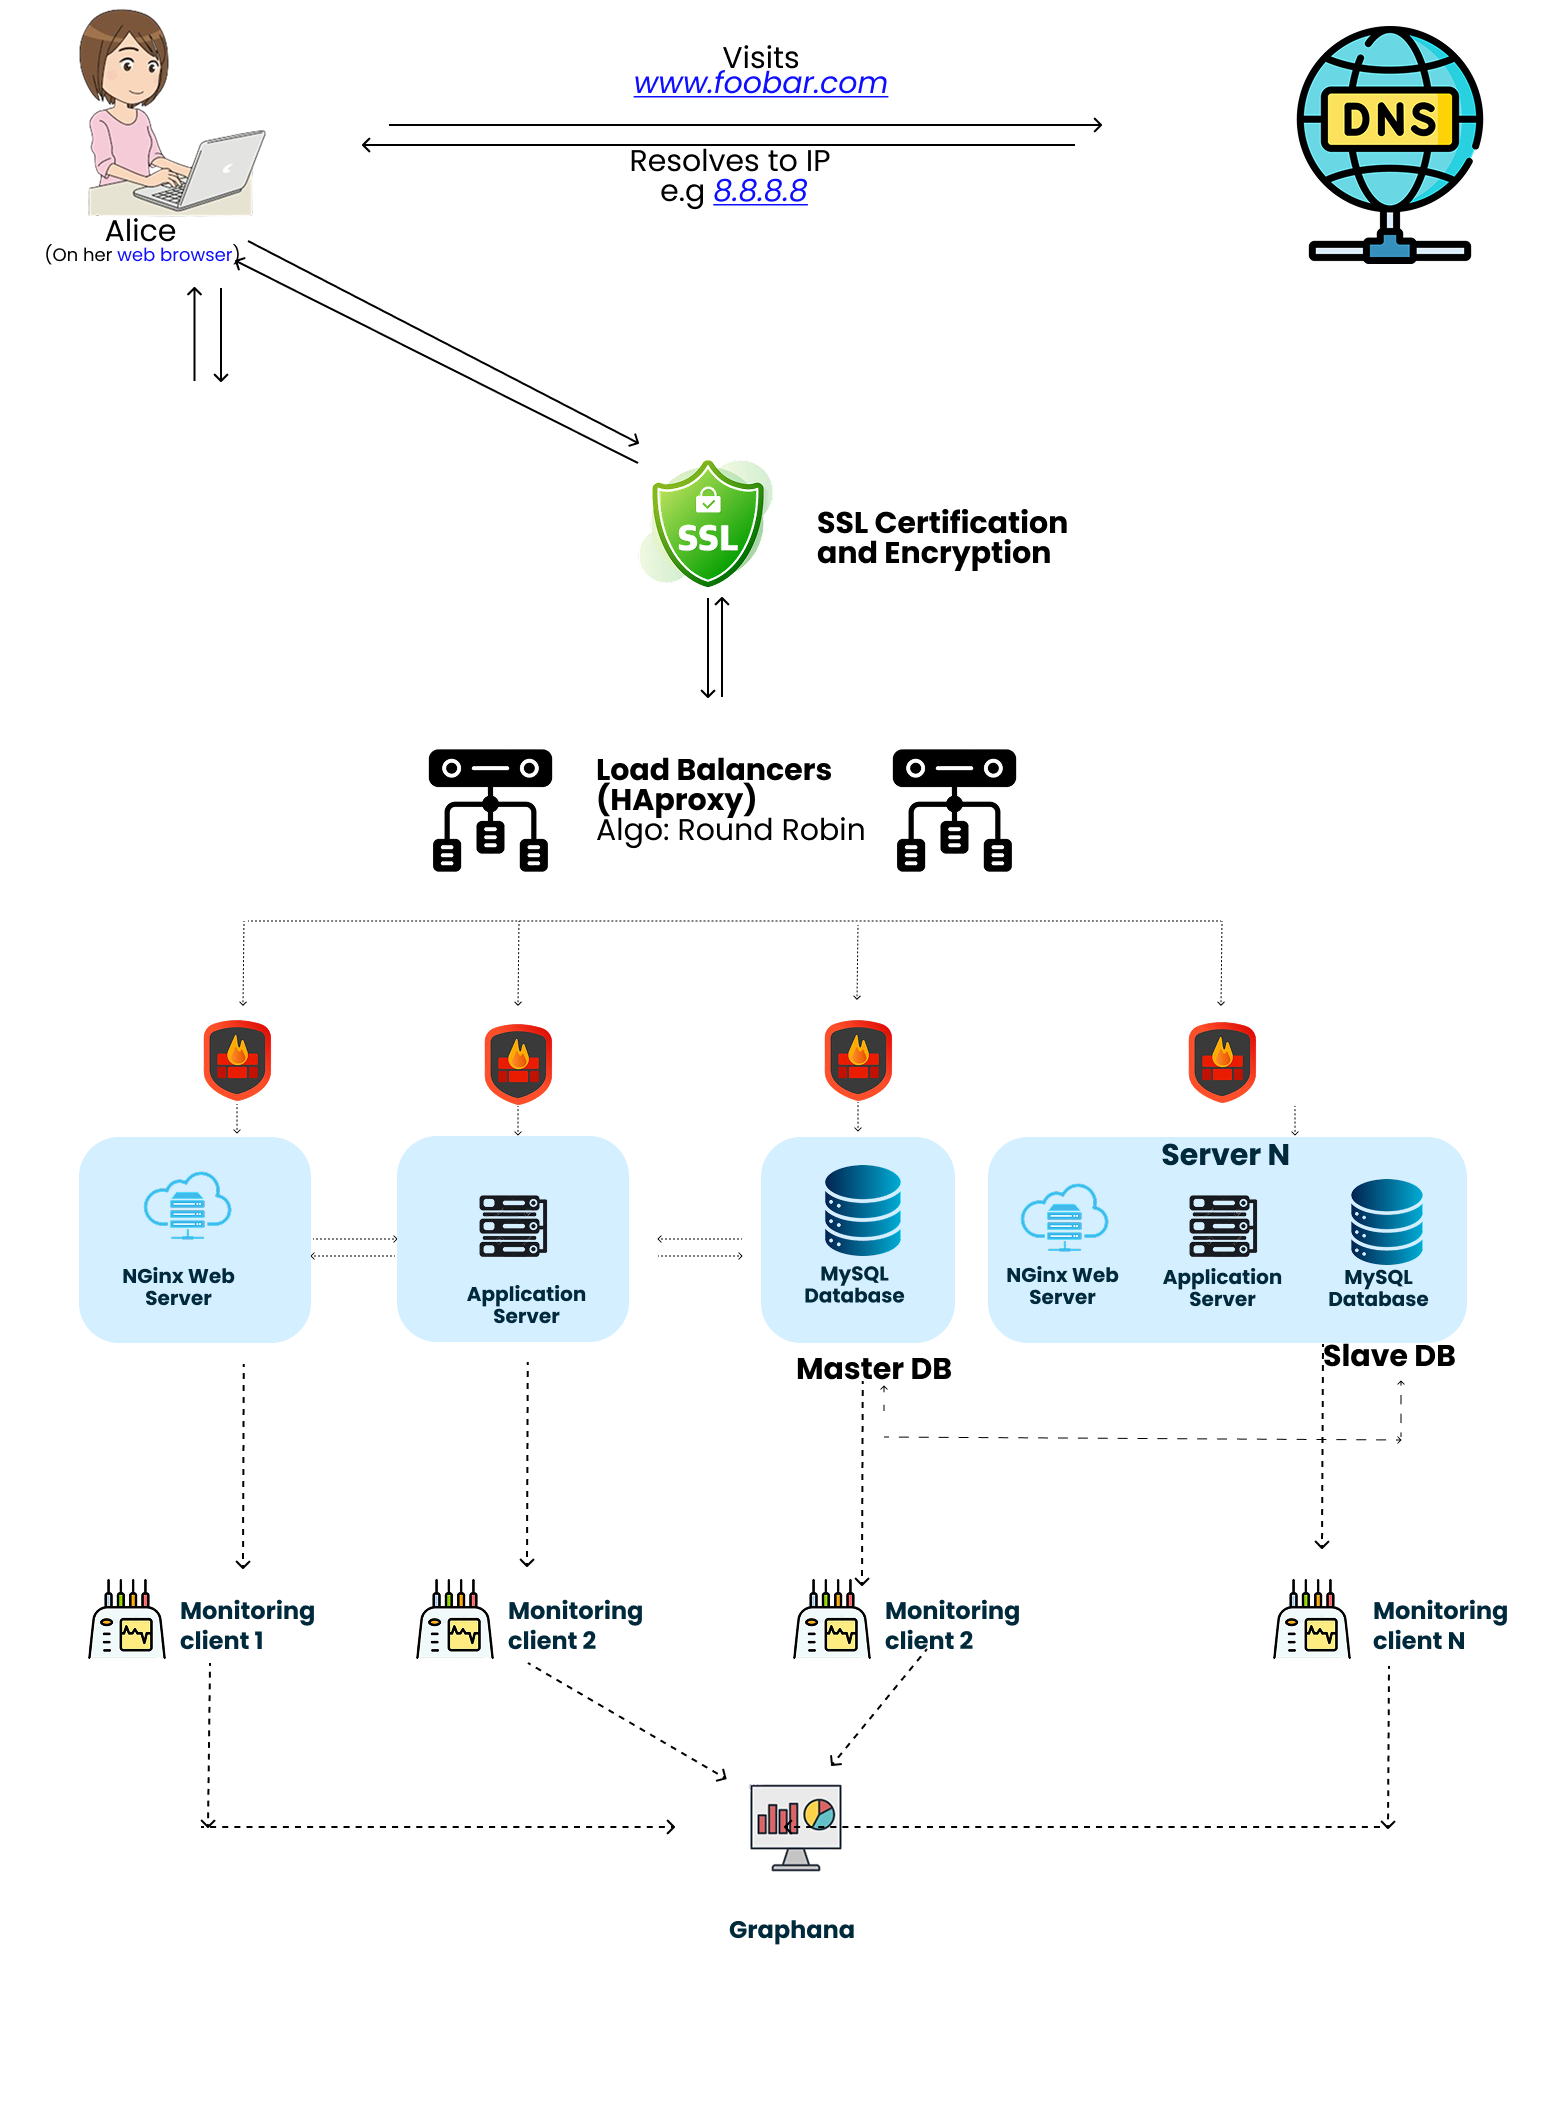 Visits
www.foobar.com
DNS
Resolves to IP
e.g 8.8.8.8
Alice
(On her web browser)
SSL
SSL Certification
and Encryption
Load Balancers
(HAproxy)
Algo: Round Robin
NGinx Web
Server
Application
Server
MySQL
Database
Server N
NGinx Web
Server
Application
Server
MySQL
Database
Master DB
Slave DB
Monitoring
client 1
Monitoring
client 2
Monitoring
client 2
Monitoring
client N
Graphana